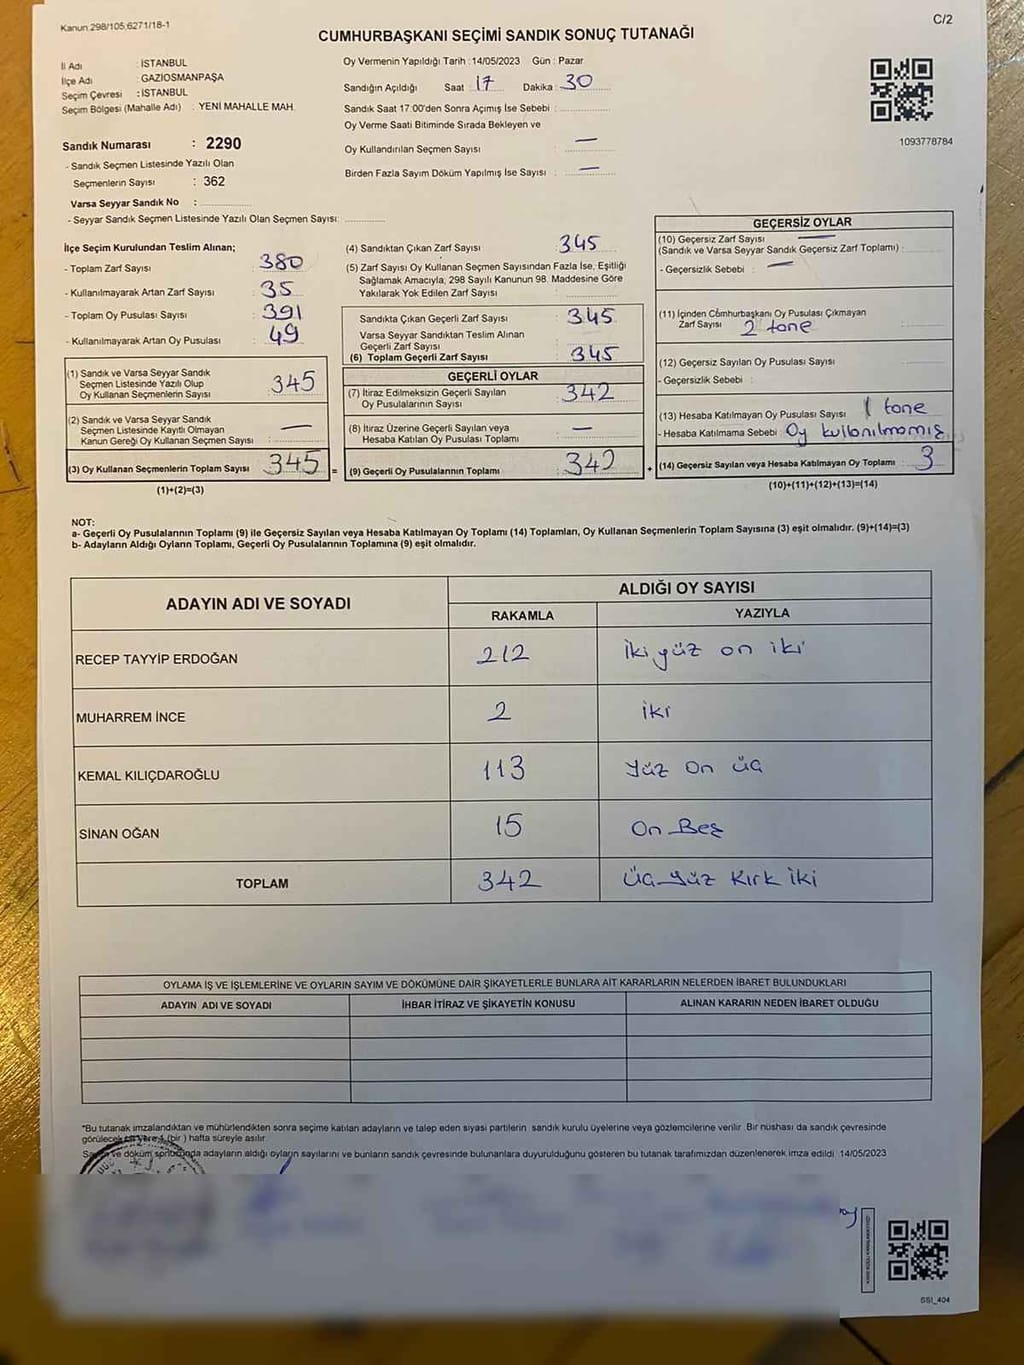 Kanun 298/105;6271/18-1
C/2
CUMHURBAŞKANI SEÇİMİ SANDIK SONUÇ TUTANAĞI
İl Adı : İSTANBUL
İlçe Adı : GAZİOSMANPAŞA
Seçim Çevresi : İSTANBUL
Seçim Bölgesi (Mahalle Adı) : YENİ MAHALLE MAH.
Sandık Numarası : 2290
- Sandık Seçmen Listesinde Yazılı Olan
Seçmenlerin Sayısı : 362
Varsa Seyyar Sandık No :
- Seyyar Sandık Seçmen Listesinde Yazılı Olan Seçmen Sayısı:
Oy Vermenin Yapıldığı Tarih :14/05/2023 Gün : Pazar
Sandığın Açıldığı Saat : 17 Dakika : 30
Sandık Saat 17:00'den Sonra Açımış İse Sebebi :
Oy Verme Saati Bitiminde Sırada Bekleyen ve
Oy Kullandırılan Seçmen Sayısı : —
Birden Fazla Sayım Döküm Yapılmış İse Sayısı : —
1093778784
İlçe Seçim Kurulundan Teslim Alınan;
- Toplam Zarf Sayısı : 380
- Kullanılmayarak Artan Zarf Sayısı : 35
- Toplam Oy Pusulası Sayısı : 391
- Kullanılmayarak Artan Oy Pusulası : 49
(1) Sandık ve Varsa Seyyar Sandık
Seçmen Listesinde Yazılı Olup
Oy Kullanan Seçmenlerin Sayısı : 345
(2) Sandık ve Varsa Seyyar Sandık
Seçmen Listesinde Kayıtlı Olmayan
Kanun Gereği Oy Kullanan Seçmen Sayısı : —
(3) Oy Kullanan Seçmenlerin Toplam Sayısı : 345 =
(1)+(2)=(3)
(4) Sandıktan Çıkan Zarf Sayısı : 345
(5) Zarf Sayısı Oy Kullanan Seçmen Sayısından Fazla İse, Eşitliği
Sağlamak Amacıyla, 298 Sayılı Kanunun 98. Maddesine Göre
Yakılarak Yok Edilen Zarf Sayısı :
Sandıkta Çıkan Geçerli Zarf Sayısı : 345
Varsa Seyyar Sandıktan Teslim Alınan
Geçerli Zarf Sayısı :
(6) Toplam Geçerli Zarf Sayısı : 345
GEÇERLİ OYLAR
(7) İtiraz Edilmeksizin Geçerli Sayılan
Oy Pusulalarının Sayısı : 342
(8) İtiraz Üzerine Geçerli Sayılan veya
Hesaba Katılan Oy Pusulası Toplamı : —
(9) Geçerli Oy Pusulalarının Toplamı : 342 +
GEÇERSİZ OYLAR
(10) Geçersiz Zarf Sayısı —
(Sandık ve Varsa Seyyar Sandık Geçersiz Zarf Toplamı) :
- Geçersizlik Sebebi : —
(11) İçinden Cumhurbaşkanı Oy Pusulası Çıkmayan
Zarf Sayısı 2 tane
(12) Geçersiz Sayılan Oy Pusulası Sayısı :
- Geçersizlik Sebebi :
(13) Hesaba Katılmayan Oy Pusulası Sayısı : 1 tane
- Hesaba Katılmama Sebebi : Oy kullanılmamış
(14) Geçersiz Sayılan veya Hesaba Katılmayan Oy Toplamı : 3
(10)+(11)+(12)+(13)=(14)
NOT:
a- Geçerli Oy Pusulalarının Toplamı (9) ile Geçersiz Sayılan veya Hesaba Katılmayan Oy Toplamı (14) Toplamları, Oy Kullanan Seçmenlerin Toplam Sayısına (3) eşit olmalıdır. (9)+(14)=(3)
b- Adayların Aldığı Oyların Toplamı, Geçerli Oy Pusulalarının Toplamına (9) eşit olmalıdır.
ADAYIN ADI VE SOYADI
ALDIĞI OY SAYISI
RAKAMLA YAZIYLA
RECEP TAYYİP ERDOĞAN 212 İki yüz on iki
MUHARREM İNCE 2 iki
KEMAL KILIÇDAROĞLU 113 Yüz On üç
SİNAN OĞAN 15 On Beş
TOPLAM 342 Üç Yüz Kırk İki
OYLAMA İŞ VE İŞLEMLERİNE VE OYLARIN SAYIM VE DÖKÜMÜNE DAİR ŞİKAYETLERLE BUNLARA AİT KARARLARIN NELERDEN İBARET BULUNDUKLARI
ADAYIN ADI VE SOYADI İHBAR İTİRAZ VE ŞİKAYETİN KONUSU ALINAN KARARIN NEDEN İBARET OLDUĞU
*Bu tutanak imzalandıktan ve mühürlendikten sonra seçime katılan adayların ve talep eden siyasi partilerin sandık kurulu üyelerine veya gözlemcilerine verilir. Bir nüshası da sandık çevresinde
görülecek bir yere 1 (bir ) hafta süreyle asılır.
Sayım ve döküm sonucunda adayların aldığı oyların sayılarını ve bunların sandık çevresinde bulunanlara duyurulduğunu gösteren bu tutanak tarafımızdan düzenlenerek imza edildi. 14/05/2023
SSI_404